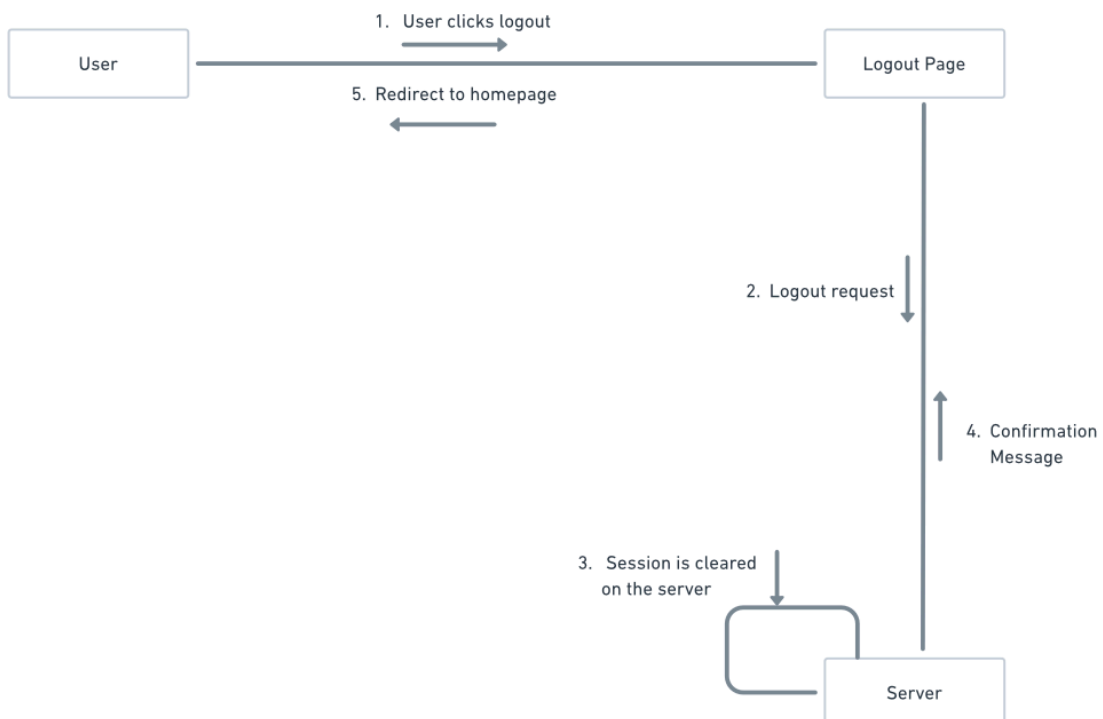 1. User clicks logout
User
Logout Page
5. Redirect to homepage
2. Logout request
4. Confirmation
Message
3. Session is cleared
on the server
Server